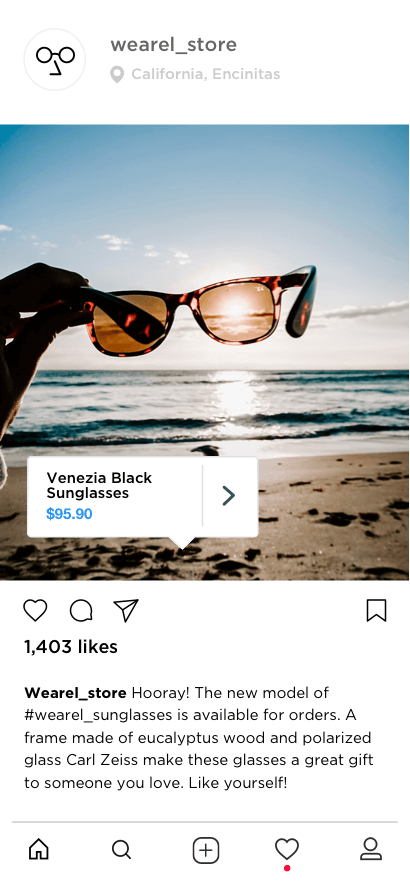 wearel_store
California, Encinitas
Venezia Black
Sunglasses
$95.90
1,403 likes
Wearel_store Hooray! The new model of
#wearel_sunglasses is available for orders. A
frame made of eucalyptus wood and polarized
glass Carl Zeiss make these glasses a great gift
to someone you love. Like yourself!